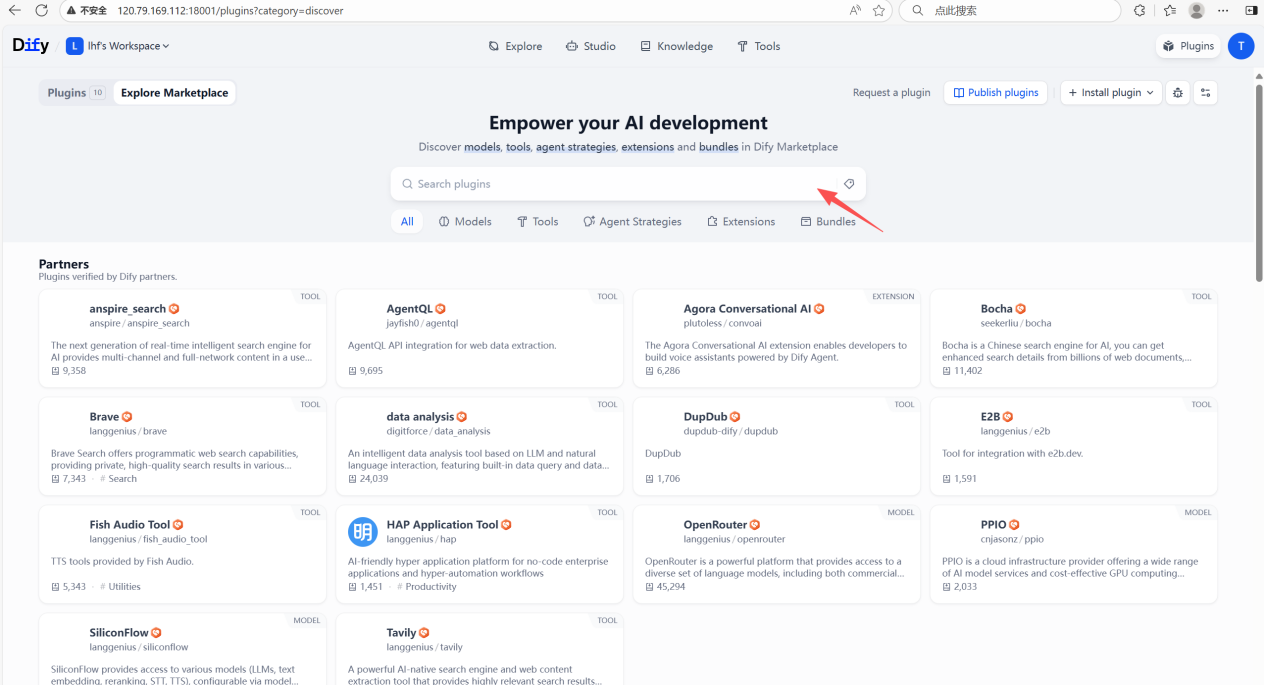 不安全 120.79.169.112:18001/plugins?category=discover
点此搜索
Dify / L lhf's Workspace
Explore Studio Knowledge Tools
Plugins T
Plugins 10 Explore Marketplace
Request a plugin Publish plugins + Install plugin
Empower your AI development
Discover models, tools, agent strategies, extensions and bundles in Dify Marketplace
Search plugins
All Models Tools Agent Strategies Extensions Bundles
Partners
Plugins verified by Dify partners.
TOOL
anspire_search
anspire / anspire_search
The next generation of real-time intelligent search engine for
AI provides multi-channel and full-network content in a use...
9,358
TOOL
AgentQL
jayfish0 / agentql
AgentQL API integration for web data extraction.
9,695
EXTENSION
Agora Conversational AI
plutoless / convoai
The Agora Conversational AI extension enables developers to
build voice assistants powered by Dify Agent.
6,286
TOOL
Bocha
seekerliu / bocha
Bocha is a Chinese search engine for AI, you can get
enhanced search details from billions of web documents,...
11,402
TOOL
Brave
langgenius / brave
Brave Search offers programmatic web search capabilities,
providing private, high-quality search results in various...
7,343 · # Search
TOOL
data analysis
digitforce / data_analysis
An intelligent data analysis tool based on LLM and natural
language interaction, featuring built-in data query and data...
24,039
TOOL
DupDub
dupdub-dify / dupdub
DupDub
1,706
TOOL
E2B
langgenius / e2b
Tool for integration with e2b.dev.
1,591
TOOL
Fish Audio Tool
langgenius / fish_audio_tool
TTS tools provided by Fish Audio.
5,343 · # Utilities
TOOL
明
HAP Application Tool
langgenius / hap
AI-friendly hyper application platform for no-code enterprise
applications and hyper-automation workflows
1,451 · # Productivity
MODEL
OpenRouter
langgenius / openrouter
OpenRouter is a powerful platform that provides access to a
diverse set of language models, including both commercial...
45,294
MODEL
PPIO
cnjasonz / ppio
PPIO is a cloud infrastructure provider offering a wide range
of AI model services and cost-effective GPU computing...
2,033
MODEL
SiliconFlow
langgenius / siliconflow
SiliconFlow provides access to various models (LLMs, text
embedding, reranking, STT, TTS), configurable via model...
TOOL
Tavily
langgenius / tavily
A powerful AI-native search engine and web content
extraction tool that provides highly relevant search results...